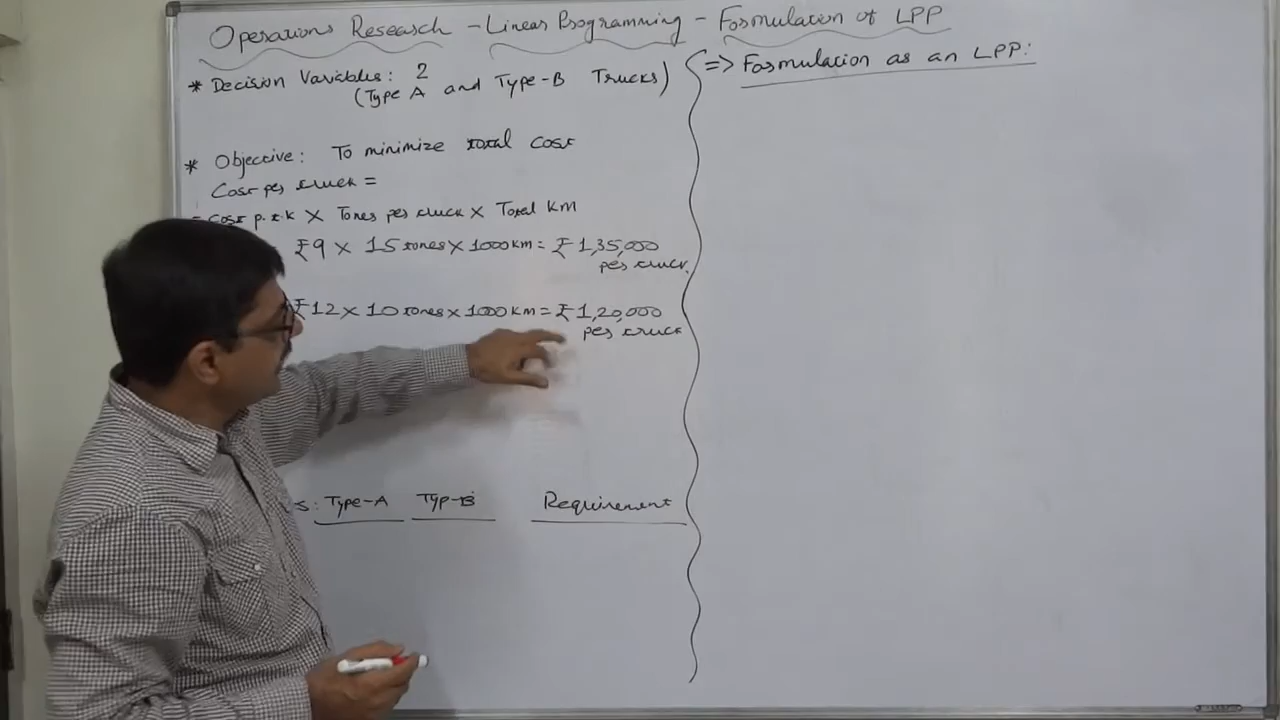 Operations Research - Linear Programming - Formulation of LPP
* Decision Variables: 2
(Type A and Type-B Trucks)
* Objective: To minimize total cost
Cost per truck =
= Cost p.t.k × Tones per truck × Total Km
₹9 × 15 tones × 1000 km = ₹1,35,000
per truck.
₹12 × 10 tones × 1000 km = ₹1,20,000
per truck
s: Type-A Typ-B Requirement
=> Formulation as an LPP: